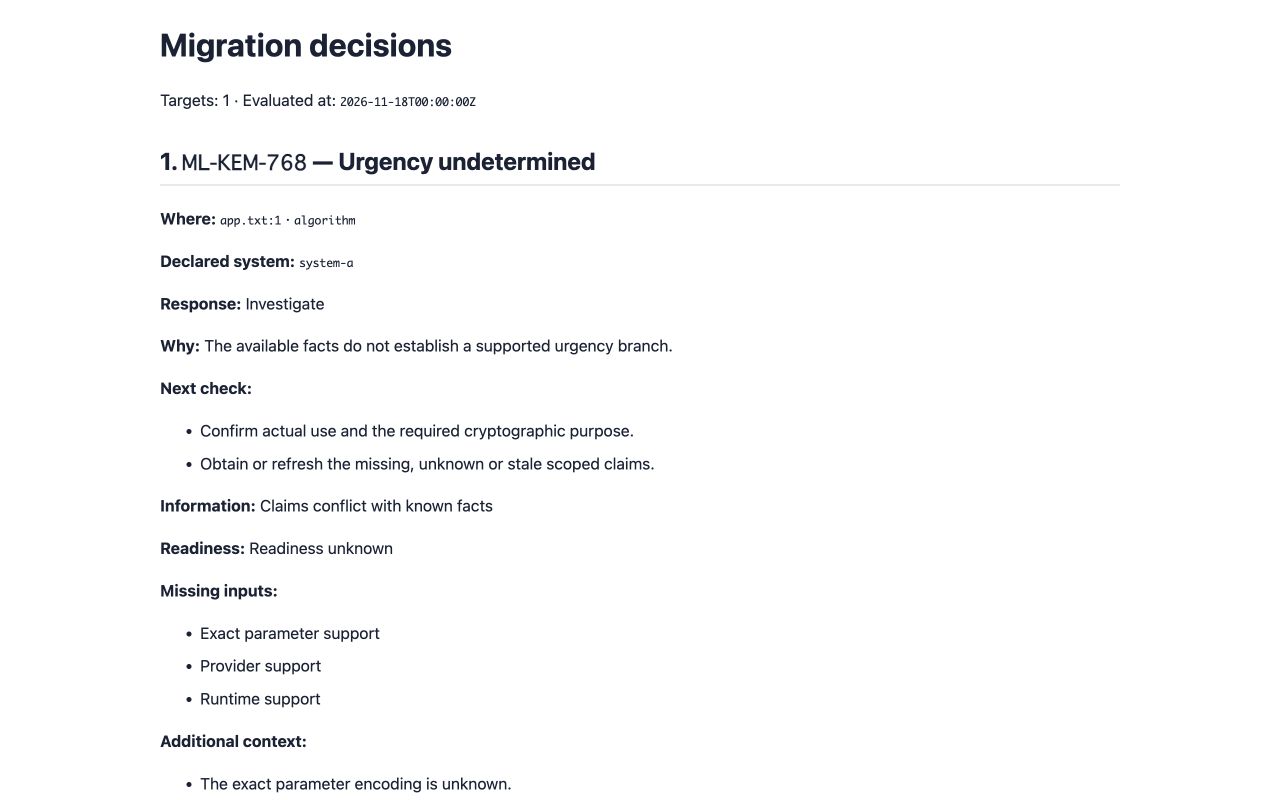 Migration decisions
Targets: 1 · Evaluated at: 2026-11-18T00:00:00Z
1. ML-KEM-768 — Urgency undetermined
Where: app.txt:1 · algorithm
Declared system: system-a
Response: Investigate
Why: The available facts do not establish a supported urgency branch.
Next check:
• Confirm actual use and the required cryptographic purpose.
• Obtain or refresh the missing, unknown or stale scoped claims.
Information: Claims conflict with known facts
Readiness: Readiness unknown
Missing inputs:
• Exact parameter support
• Provider support
• Runtime support
Additional context:
• The exact parameter encoding is unknown.